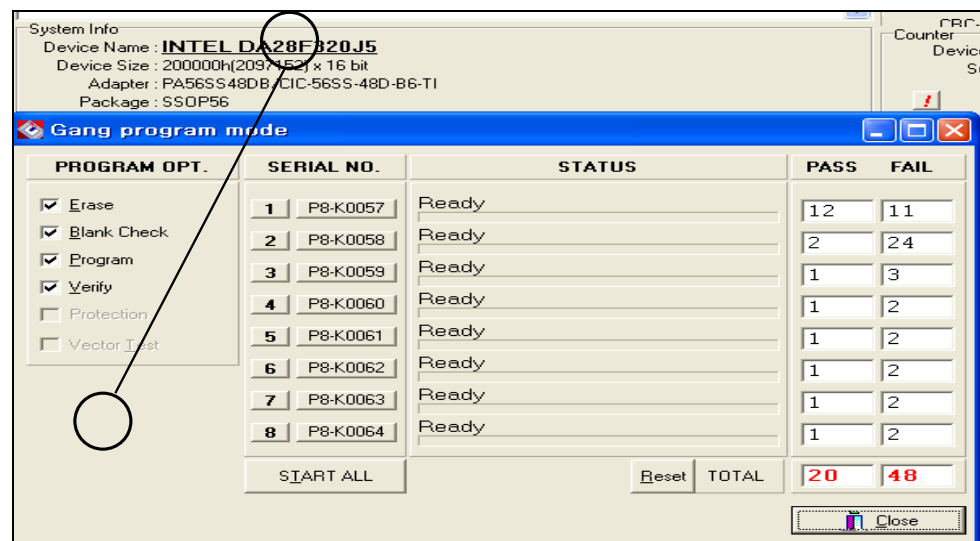 System Info
Device Name : INTEL DA28F320J5
Device Size : 200000h(2097152) x 16 bit
Adapter : PA56SS48DB/CIC-56SS-48D-B6-TI
Package : SSOP56
Counter
!
Gang program mode
PROGRAM OPT. SERIAL NO. STATUS PASS FAIL
Erase
Blank Check
Program
Verify
Protection
Vector Test
1 P8-K0057 Ready 12 11
2 P8-K0058 Ready 2 24
3 P8-K0059 Ready 1 3
4 P8-K0060 Ready 1 2
5 P8-K0061 Ready 1 2
6 P8-K0062 Ready 1 2
7 P8-K0063 Ready 1 2
8 P8-K0064 Ready 1 2
START ALL Reset TOTAL 20 48
Close